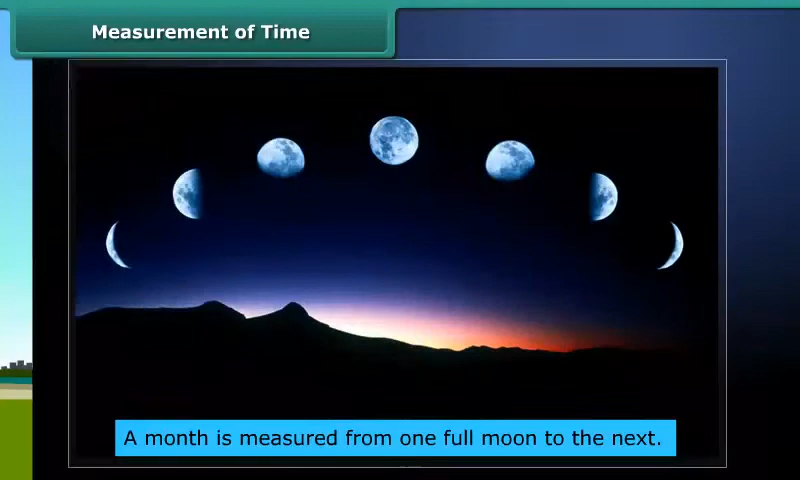 Measurement of Time
A month is measured from one full moon to the next.